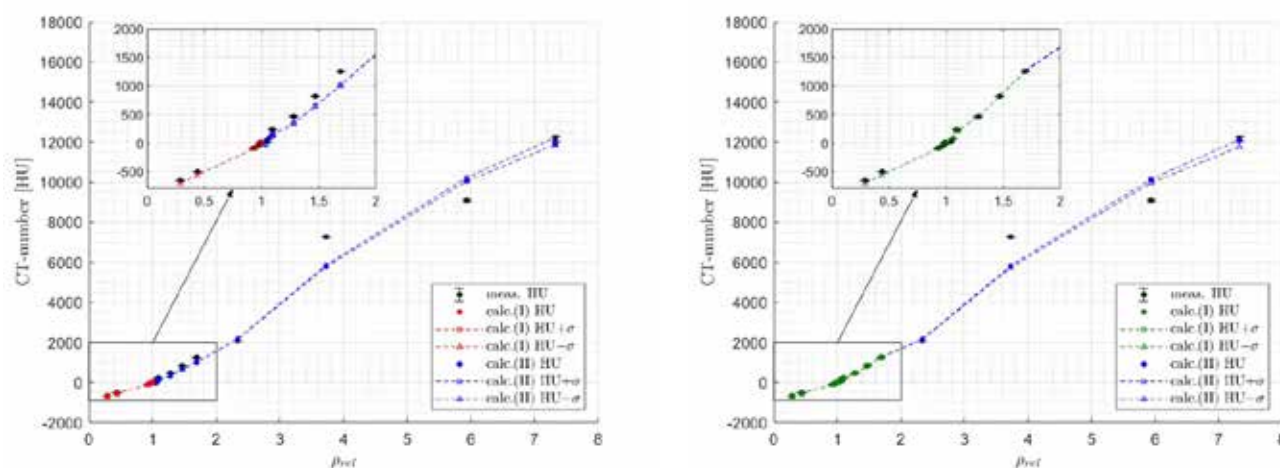 18000
16000
14000
12000
10000
8000
6000
4000
2000
0
-2000
CT-number [HU]
2000
1500
1000
500
0
-500
0 0.5 1 1.5 2
meas. HU
calc.(I) HU
calc.(I) HU+σ
calc.(I) HU−σ
calc.(II) HU
calc.(II) HU+σ
calc.(II) HU−σ
0 1 2 3 4 5 6 7 8
ρrel
18000
16000
14000
12000
10000
8000
6000
4000
2000
0
-2000
CT-number [HU]
2000
1500
1000
500
0
-500
0 0.5 1 1.5 2
meas. HU
calc.(I) HU
calc.(I) HU+σ
calc.(I) HU−σ
calc.(II) HU
calc.(II) HU+σ
calc.(II) HU−σ
0 1 2 3 4 5 6 7 8
ρrel